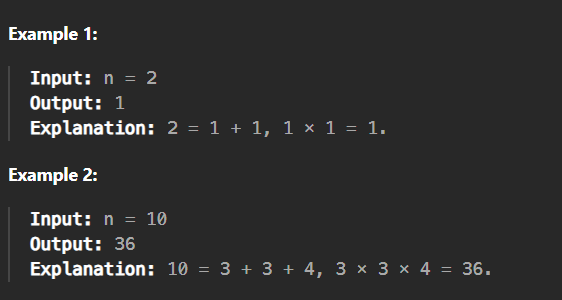 Example 1:
Input: n = 2
Output: 1
Explanation: 2 = 1 + 1, 1 × 1 = 1.
Example 2:
Input: n = 10
Output: 36
Explanation: 10 = 3 + 3 + 4, 3 × 3 × 4 = 36.